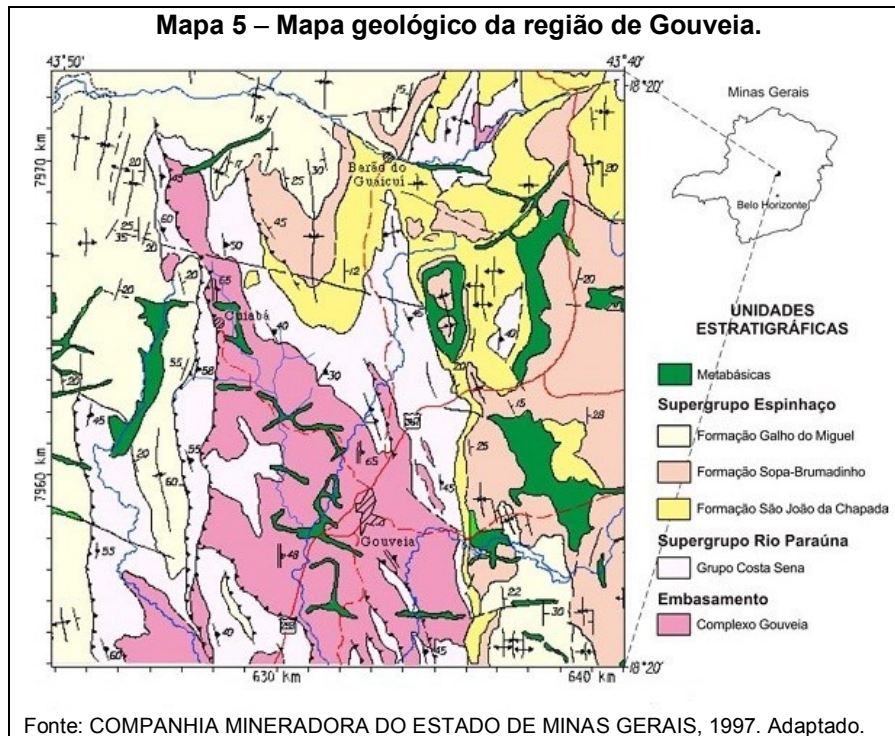 Mapa 5 – Mapa geológico da região de Gouveia.
43°50'
43°40'
18°20'
Minas Gerais
Belo Horizonte
7970 km
7960 km
Barão do
Guaicuí
Cuiabá
Gouveia
259
UNIDADES
ESTRATIGRÁFICAS
Metabásicas
Supergrupo Espinhaço
Formação Galho do Miguel
Formação Sopa-Brumadinho
Formação São João da Chapada
Supergrupo Rio Paraúna
Grupo Costa Sena
Embasamento
Complexo Gouveia
630 km
640 km
18°20'
Fonte: COMPANHIA MINERADORA DO ESTADO DE MINAS GERAIS, 1997. Adaptado.